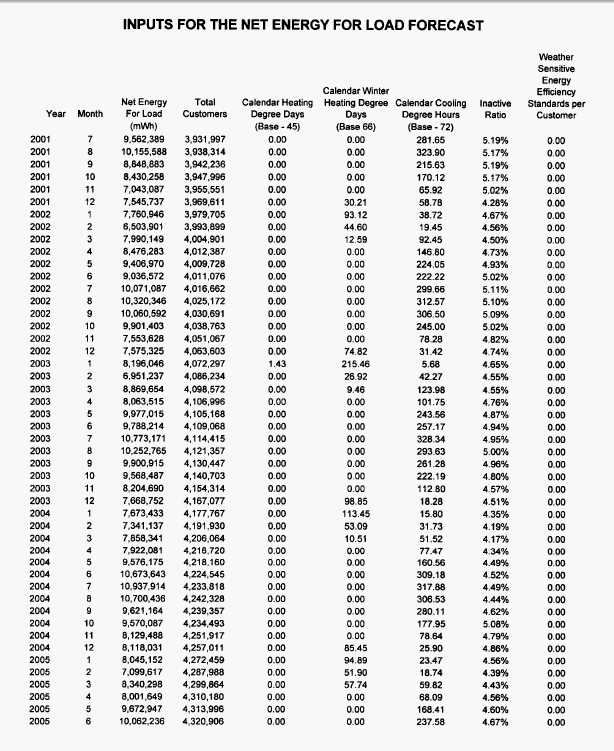 INPUTS FOR THE NET ENERGY FOR LOAD FORECAST
Weather
Sensitive
Energy
Calendar Winter Efficiency
Net Energy Total Calendar Heating Heating Degree Calendar Cooling Inactive Standards per
Year Month For Load Customers Degree Days Days Degree Hours Ratio Customer
(mWh) (Base - 45) (Base 66) (Base - 72)
2001 7 9,562,389 3,931,997 0.00 0.00 281.65 5.19% 0.00
2001 8 10,155,588 3,938,314 0.00 0.00 323.90 5.17% 0.00
2001 9 8,848,883 3,942,236 0.00 0.00 215.63 5.19% 0.00
2001 10 8,430,258 3,947,996 0.00 0.00 170.12 5.17% 0.00
2001 11 7,043,087 3,955,551 0.00 0.00 65.92 5.02% 0.00
2001 12 7,545,737 3,969,611 0.00 30.21 58.78 4.28% 0.00
2002 1 7,760,946 3,979,705 0.00 93.12 38.72 4.67% 0.00
2002 2 6,503,901 3,993,899 0.00 44.60 19.45 4.56% 0.00
2002 3 7,990,149 4,004,901 0.00 12.59 92.45 4.50% 0.00
2002 4 8,476,283 4,012,387 0.00 0.00 146.80 4.73% 0.00
2002 5 9,406,970 4,009,728 0.00 0.00 224.05 4.93% 0.00
2002 6 9,036,572 4,011,076 0.00 0.00 222.22 5.02% 0.00
2002 7 10,071,087 4,016,662 0.00 0.00 299.66 5.11% 0.00
2002 8 10,320,346 4,025,172 0.00 0.00 312.57 5.10% 0.00
2002 9 10,060,592 4,030,691 0.00 0.00 306.50 5.09% 0.00
2002 10 9,901,403 4,038,763 0.00 0.00 245.00 5.02% 0.00
2002 11 7,553,628 4,051,067 0.00 0.00 78.28 4.82% 0.00
2002 12 7,575,325 4,063,603 0.00 74.82 31.42 4.74% 0.00
2003 1 8,196,046 4,072,297 1.43 215.46 5.68 4.65% 0.00
2003 2 6,951,237 4,086,234 0.00 26.92 42.27 4.55% 0.00
2003 3 8,869,654 4,098,572 0.00 9.46 123.98 4.55% 0.00
2003 4 8,063,515 4,106,996 0.00 0.00 101.75 4.76% 0.00
2003 5 9,977,015 4,105,168 0.00 0.00 243.56 4.87% 0.00
2003 6 9,788,214 4,109,068 0.00 0.00 257.17 4.94% 0.00
2003 7 10,773,171 4,114,415 0.00 0.00 328.34 4.95% 0.00
2003 8 10,252,765 4,121,357 0.00 0.00 293.63 5.00% 0.00
2003 9 9,900,915 4,130,447 0.00 0.00 261.28 4.96% 0.00
2003 10 9,568,487 4,140,703 0.00 0.00 222.19 4.80% 0.00
2003 11 8,204,690 4,154,314 0.00 0.00 112.80 4.57% 0.00
2003 12 7,668,752 4,167,077 0.00 98.85 18.28 4.51% 0.00
2004 1 7,673,433 4,177,767 0.00 113.45 15.80 4.35% 0.00
2004 2 7,341,137 4,191,930 0.00 53.09 31.73 4.19% 0.00
2004 3 7,858,341 4,206,064 0.00 10.51 51.52 4.17% 0.00
2004 4 7,922,081 4,216,720 0.00 0.00 77.47 4.34% 0.00
2004 5 9,576,175 4,218,160 0.00 0.00 160.56 4.49% 0.00
2004 6 10,673,643 4,224,545 0.00 0.00 309.18 4.52% 0.00
2004 7 10,937,914 4,233,818 0.00 0.00 317.88 4.49% 0.00
2004 8 10,700,436 4,242,328 0.00 0.00 306.53 4.44% 0.00
2004 9 9,621,164 4,239,357 0.00 0.00 280.11 4.62% 0.00
2004 10 9,570,087 4,234,493 0.00 0.00 177.95 5.08% 0.00
2004 11 8,129,488 4,251,917 0.00 0.00 78.64 4.79% 0.00
2004 12 8,118,031 4,257,011 0.00 85.45 25.90 4.86% 0.00
2005 1 8,045,152 4,272,459 0.00 94.89 23.47 4.56% 0.00
2005 2 7,099,617 4,287,988 0.00 51.90 18.74 4.39% 0.00
2005 3 8,340,298 4,299,864 0.00 57.74 59.82 4.43% 0.00
2005 4 8,001,649 4,310,180 0.00 0.00 68.09 4.56% 0.00
2005 5 9,672,947 4,313,996 0.00 0.00 168.41 4.60% 0.00
2005 6 10,062,236 4,320,906 0.00 0.00 237.58 4.67% 0.00